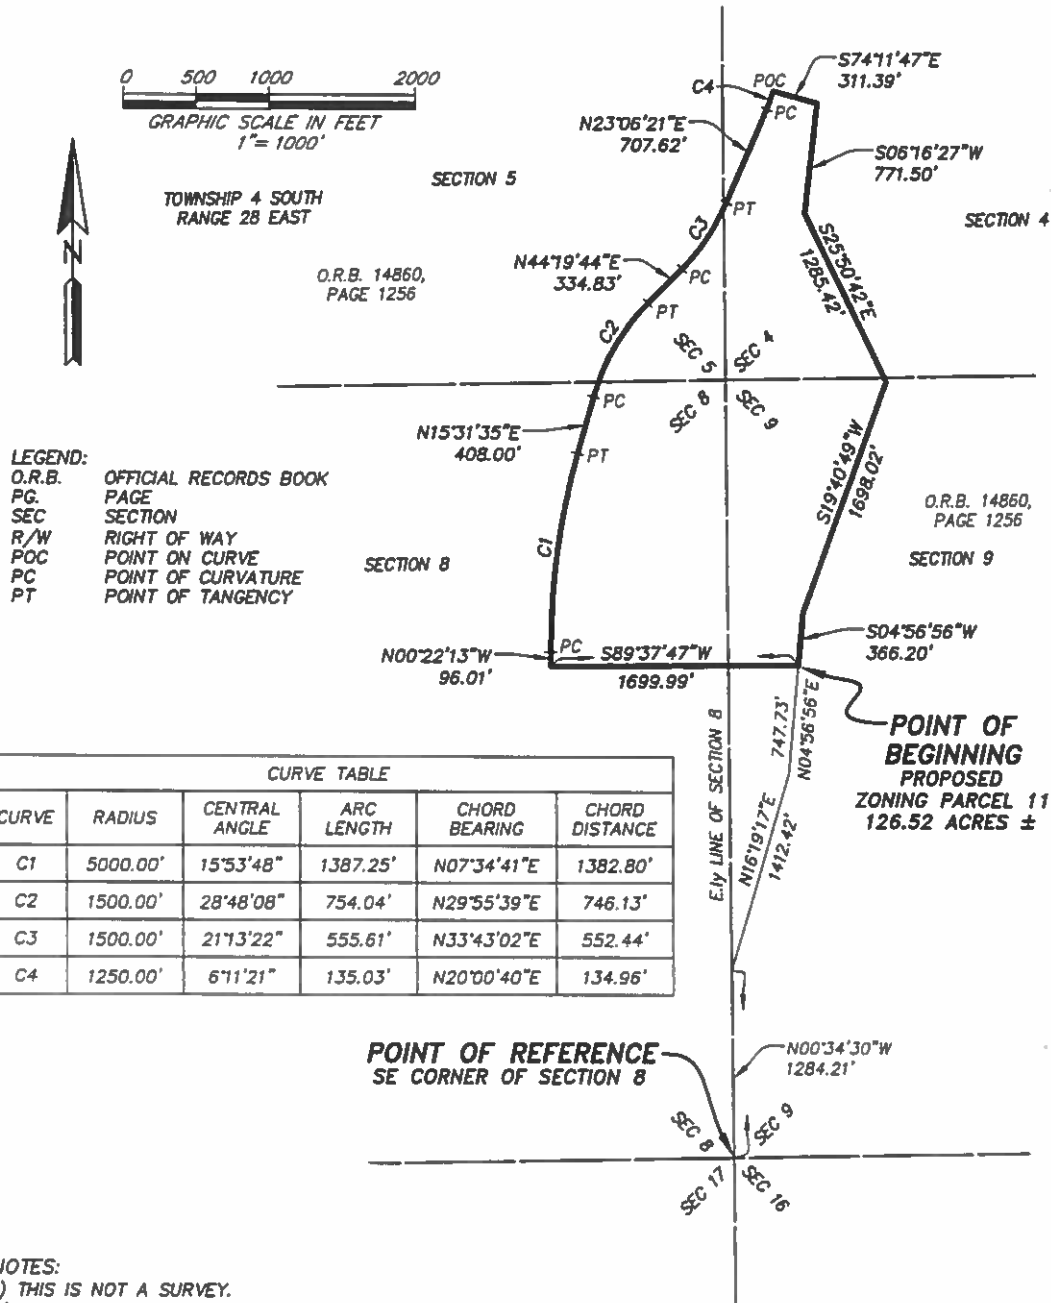 0 500 1000 2000
GRAPHIC SCALE IN FEET
1"= 1000'
N
TOWNSHIP 4 SOUTH
RANGE 28 EAST
SECTION 5
O.R.B. 14860,
PAGE 1256
POC
C4
PC
S74°11'47"E
311.39'
N23°06'21"E
707.62'
S06°16'27"W
771.50'
SECTION 4
PT
C3
S25°50'42"E
1285.42'
N44°19'44"E
334.83'
PC
PT
C2
SEC 5
SEC 4
SEC 8
SEC 9
PC
N15°31'35"E
408.00'
PT
S19°40'49"W
1698.02'
O.R.B. 14860,
PAGE 1256
SECTION 9
LEGEND:
O.R.B. OFFICIAL RECORDS BOOK
PG. PAGE
SEC SECTION
R/W RIGHT OF WAY
POC POINT ON CURVE
PC POINT OF CURVATURE
PT POINT OF TANGENCY
C1
SECTION 8
S04°56'56"W
366.20'
N00°22'13"W
96.01'
PC
S89°37'47"W
1699.99'
POINT OF
BEGINNING
PROPOSED
ZONING PARCEL 11
126.52 ACRES ±
747.73'
N04°56'56"E
E.ly LINE OF SECTION 8
N16°19'17"E
1412.42'
CURVE TABLE
CURVE RADIUS CENTRAL ANGLE ARC LENGTH CHORD BEARING CHORD DISTANCE
C1 5000.00' 15°53'48" 1387.25' N07°34'41"E 1382.80'
C2 1500.00' 28°48'08" 754.04' N29°55'39"E 746.13'
C3 1500.00' 21°13'22" 555.61' N33°43'02"E 552.44'
C4 1250.00' 6°11'21" 135.03' N20°00'40"E 134.96'
POINT OF REFERENCE
SE CORNER OF SECTION 8
N00°34'30"W
1284.21'
SEC 8
SEC 9
SEC 17
SEC 16
NOTES:
) THIS IS NOT A SURVEY.